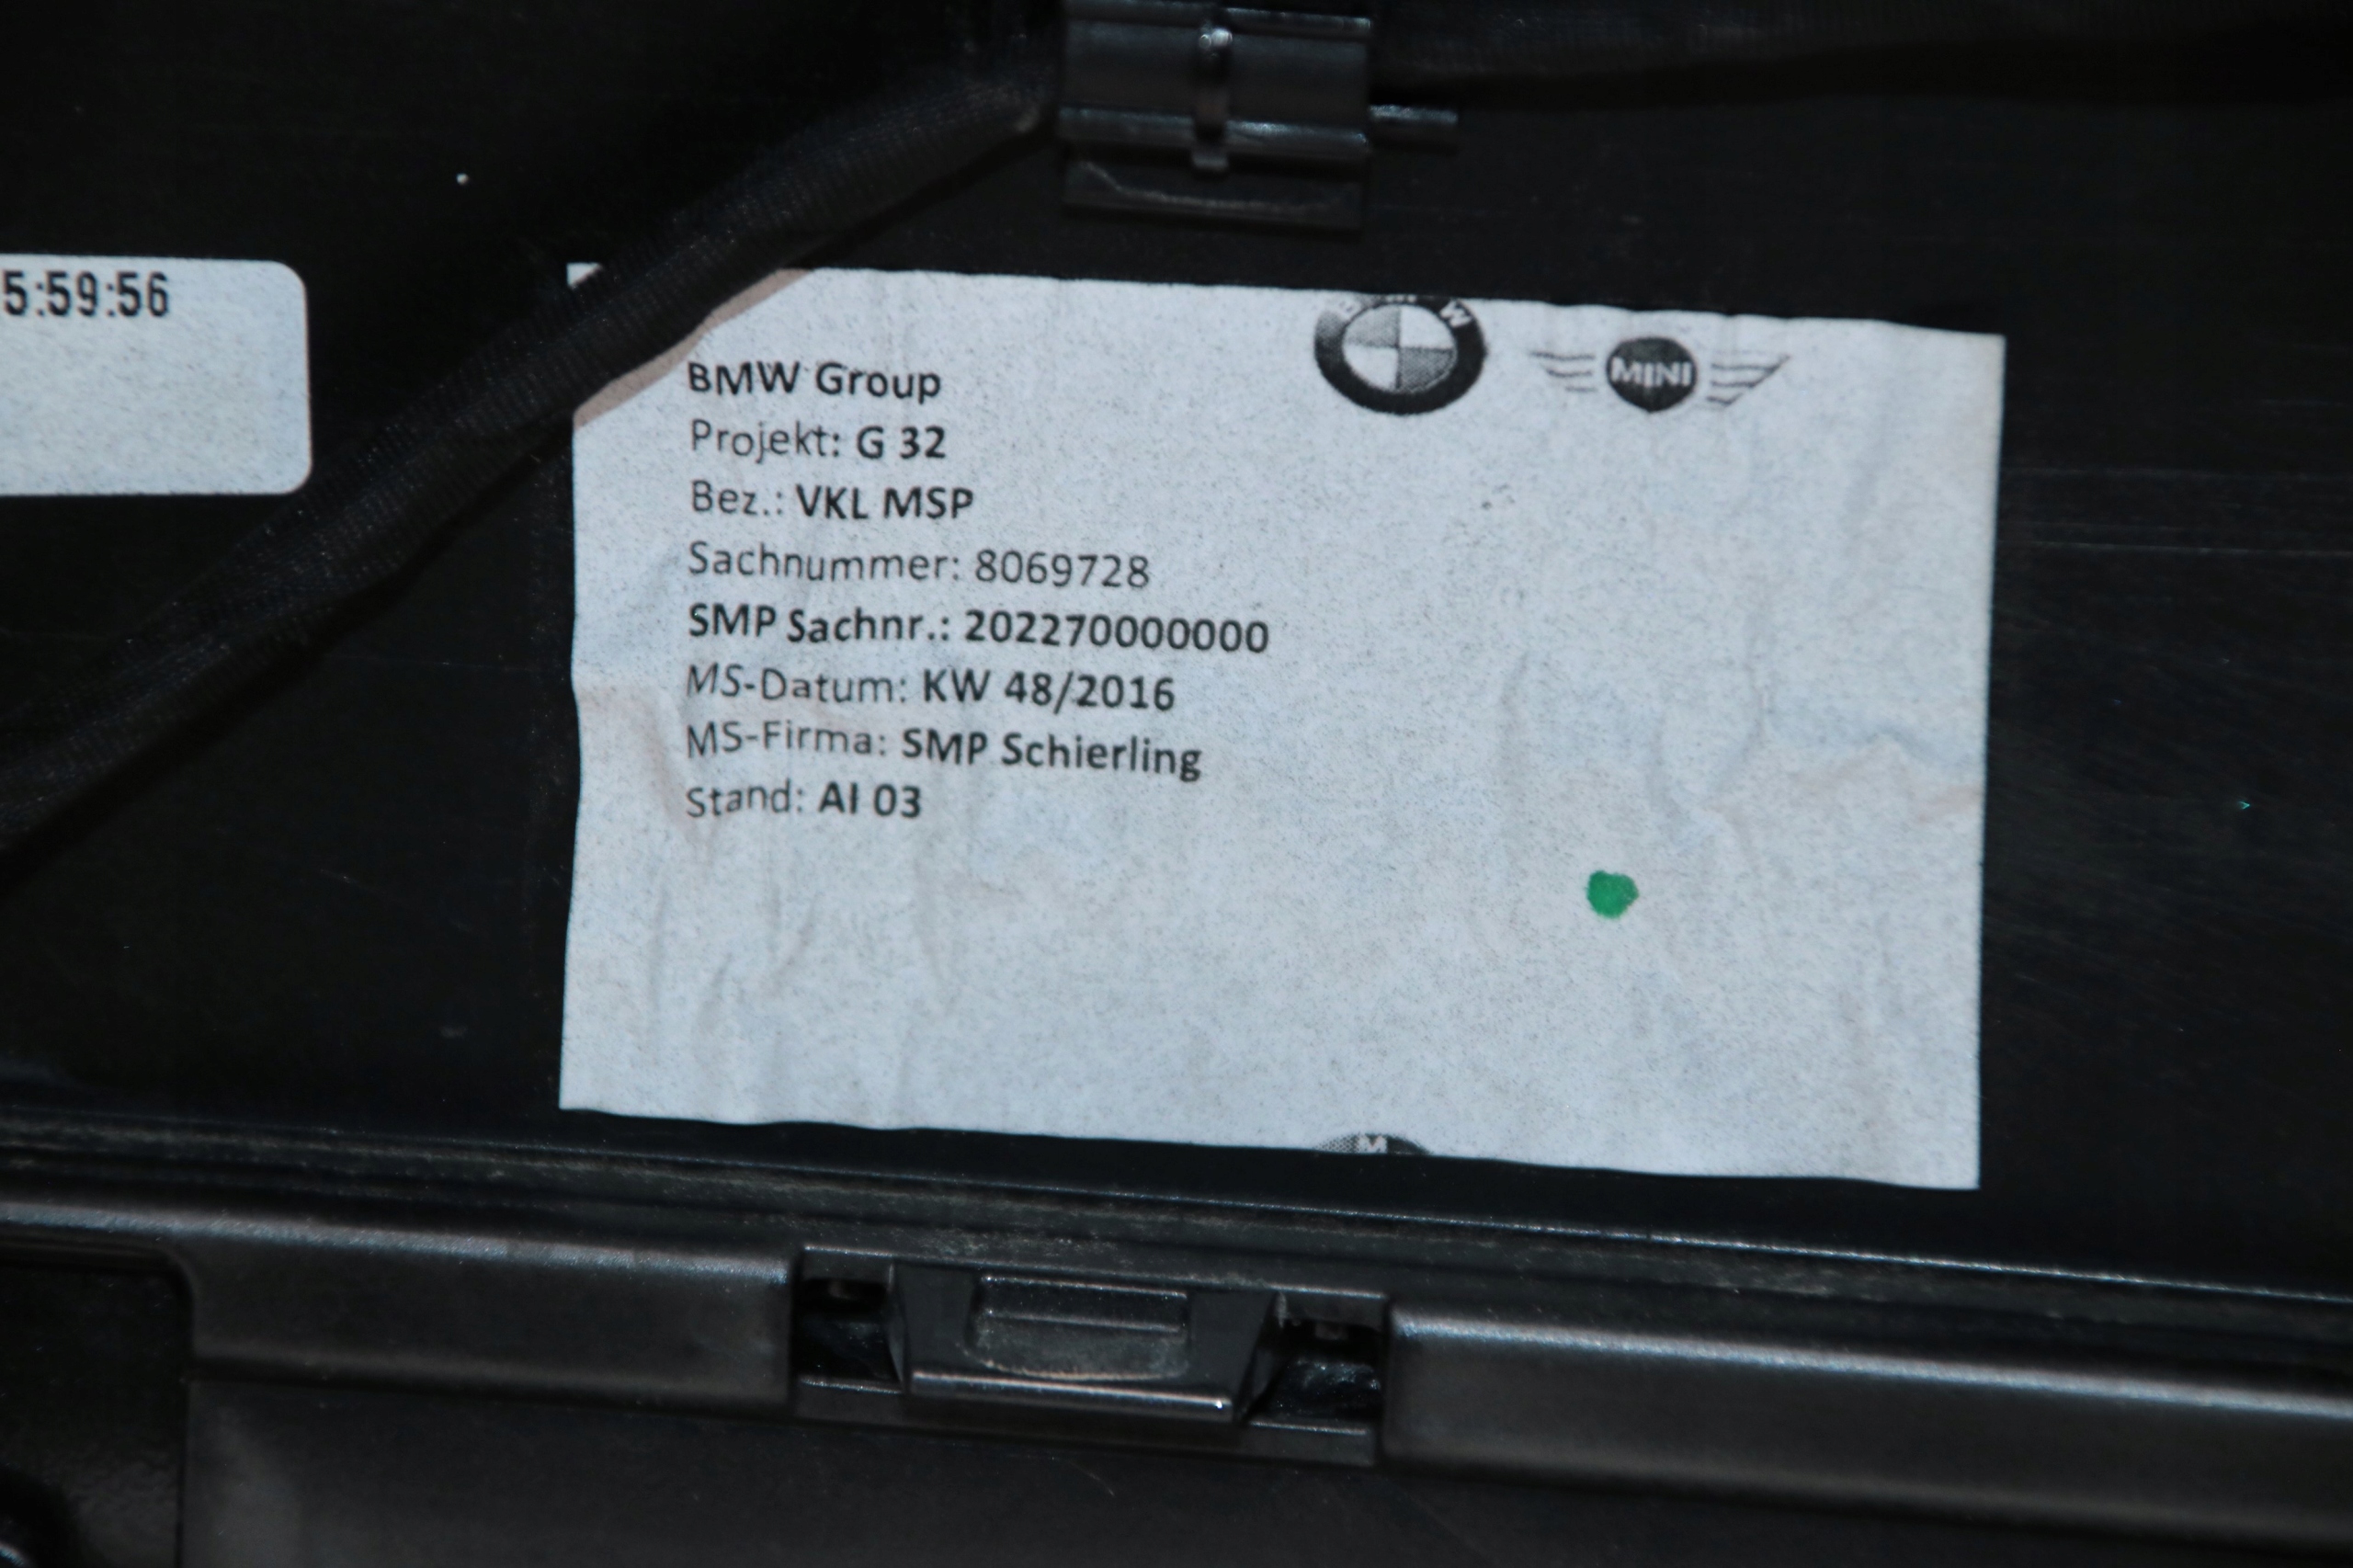 5:59:56
BMW
MINI
BMW Group
Projekt: G 32
Bez.: VKL MSP
Sachnummer: 8069728
SMP Sachnr.: 202270000000
MS-Datum: KW 48/2016
MS-Firma: SMP Schierling
Stand: AI 03
M